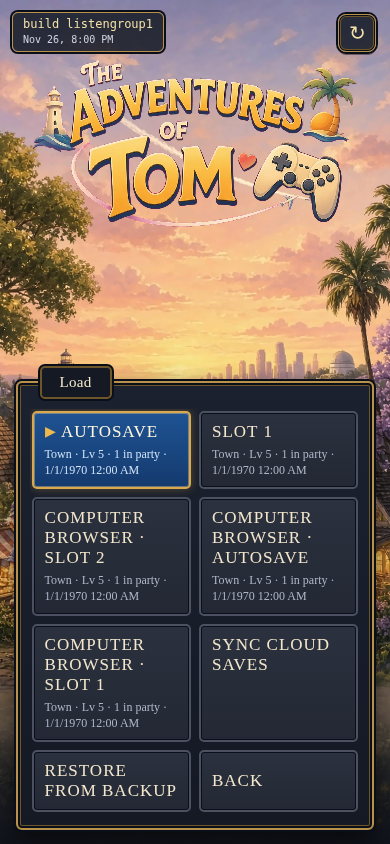 build listengroup1
Nov 26, 8:00 PM
↻
THE
ADVENTURES
OF
TOM
Load
▶ AUTOSAVE
Town · Lv 5 · 1 in party ·
1/1/1970 12:00 AM
SLOT 1
Town · Lv 5 · 1 in party ·
1/1/1970 12:00 AM
COMPUTER
BROWSER ·
SLOT 2
Town · Lv 5 · 1 in party ·
1/1/1970 12:00 AM
COMPUTER
BROWSER ·
AUTOSAVE
Town · Lv 5 · 1 in party ·
1/1/1970 12:00 AM
COMPUTER
BROWSER ·
SLOT 1
Town · Lv 5 · 1 in party ·
1/1/1970 12:00 AM
SYNC CLOUD
SAVES
RESTORE
FROM BACKUP
BACK